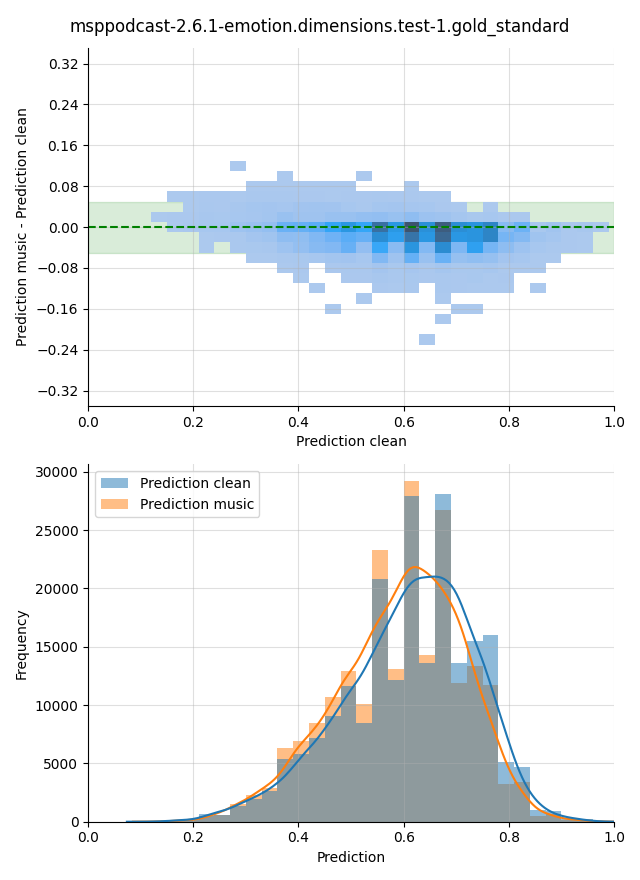 msppodcast-2.6.1-emotion.dimensions.test-1.gold_standard
Prediction music - Prediction clean
0.32
0.24
0.16
0.08
0.00
−0.08
−0.16
−0.24
−0.32
0.0 0.2 0.4 0.6 0.8 1.0
Prediction clean
Frequency
30000
25000
20000
15000
10000
5000
0
Prediction clean
Prediction music
0.0 0.2 0.4 0.6 0.8 1.0
Prediction